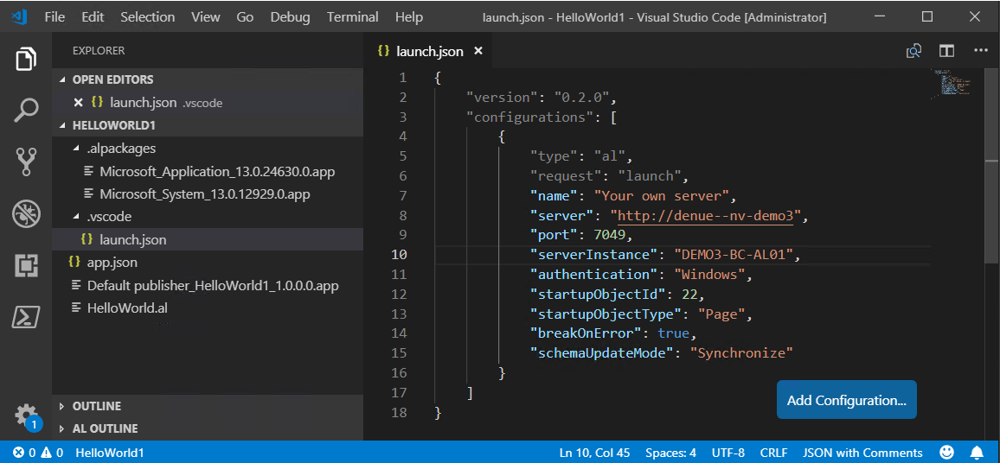 File Edit Selection View Go Debug Terminal Help launch.json - HelloWorld1 - Visual Studio Code [Administrator]
EXPLORER
OPEN EDITORS
launch.json .vscode
HELLOWORLD1
.alpackages
Microsoft_Application_13.0.24630.0.app
Microsoft_System_13.0.12929.0.app
.vscode
{} launch.json
{} app.json
Default publisher_HelloWorld1_1.0.0.0.app
HelloWorld.al
OUTLINE
AL OUTLINE
1
{} launch.json
1 {
2 "version": "0.2.0",
3 "configurations": [
4 {
5 "type": "al",
6 "request": "launch",
7 "name": "Your own server",
8 "server": "http://denue--nv-demo3",
9 "port": 7049,
10 "serverInstance": "DEMO3-BC-AL01",
11 "authentication": "Windows",
12 "startupObjectId": 22,
13 "startupObjectType": "Page",
14 "breakOnError": true,
15 "schemaUpdateMode": "Synchronize"
16 }
17 ]
18 }
Add Configuration...
0 0 HelloWorld1 Ln 10, Col 45 Spaces: 4 UTF-8 CRLF JSON with Comments